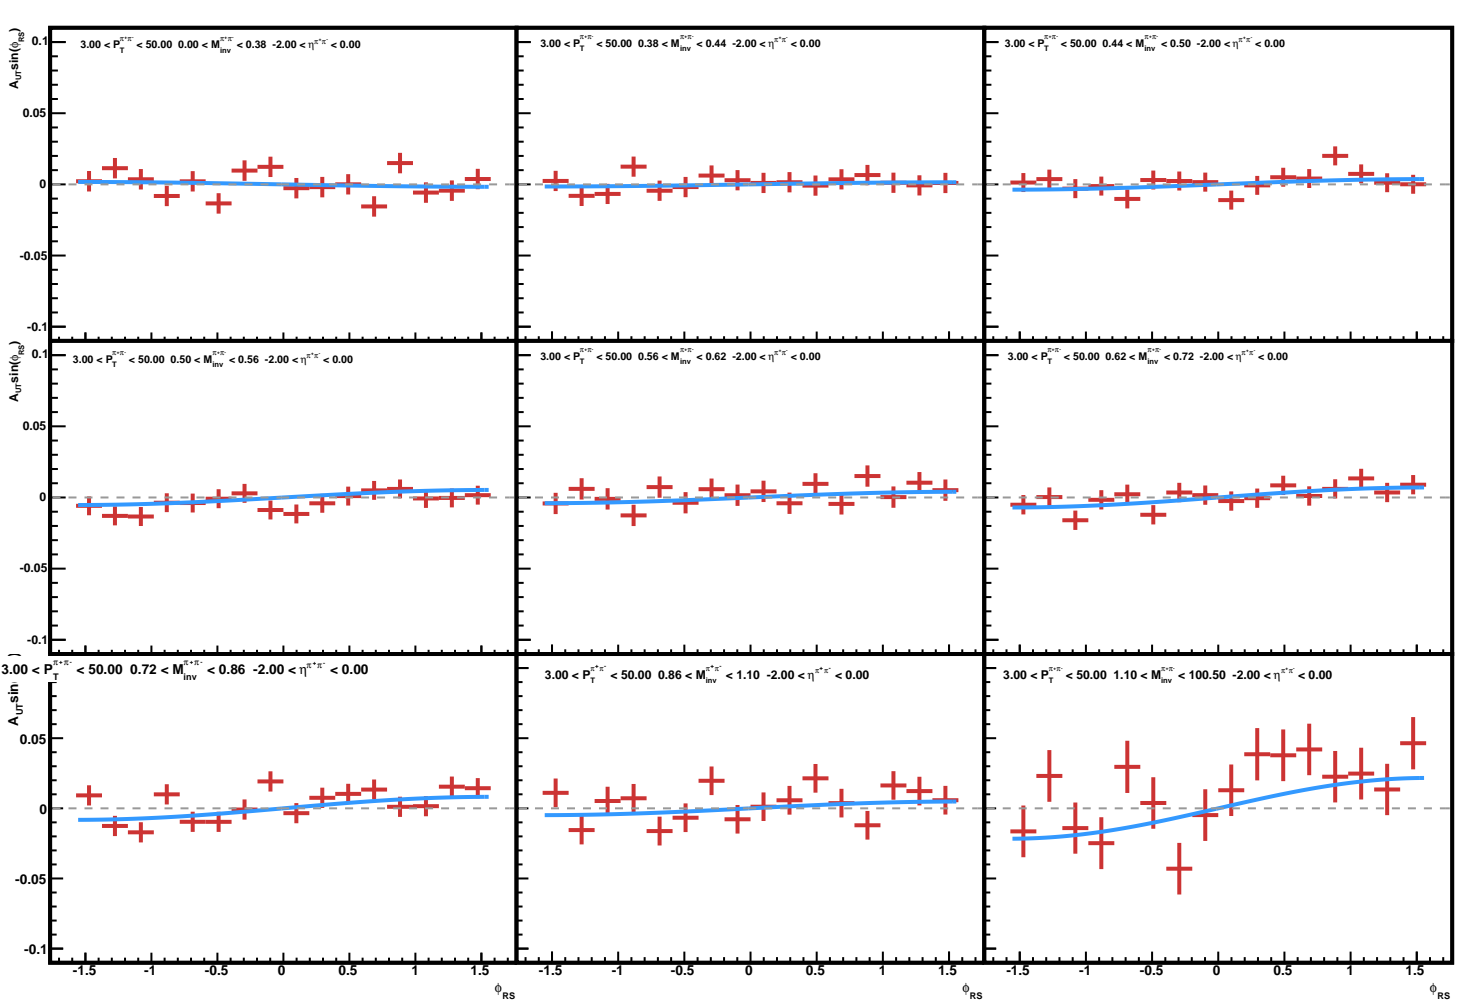 A_UT sin(φ_RS)
3.00 < P_T^{π+π-} < 50.00 0.00 < M_inv^{π+π-} < 0.38 -2.00 < η^{π+π-} < 0.00
3.00 < P_T^{π+π-} < 50.00 0.38 < M_inv^{π+π-} < 0.44 -2.00 < η^{π+π-} < 0.00
3.00 < P_T^{π+π-} < 50.00 0.44 < M_inv^{π+π-} < 0.50 -2.00 < η^{π+π-} < 0.00
0.1
0.05
0
-0.05
-0.1
A_UT sin(φ_RS)
3.00 < P_T^{π+π-} < 50.00 0.50 < M_inv^{π+π-} < 0.56 -2.00 < η^{π+π-} < 0.00
3.00 < P_T^{π+π-} < 50.00 0.56 < M_inv^{π+π-} < 0.62 -2.00 < η^{π+π-} < 0.00
3.00 < P_T^{π+π-} < 50.00 0.62 < M_inv^{π+π-} < 0.72 -2.00 < η^{π+π-} < 0.00
0.1
0.05
0
-0.05
-0.1
3.00 < P_T^{π+π-} < 50.00 0.72 < M_inv^{π+π-} < 0.86 -2.00 < η^{π+π-} < 0.00
3.00 < P_T^{π+π-} < 50.00 0.86 < M_inv^{π+π-} < 1.10 -2.00 < η^{π+π-} < 0.00
3.00 < P_T^{π+π-} < 50.00 1.10 < M_inv^{π+π-} < 100.50 -2.00 < η^{π+π-} < 0.00
A_UT sin
0.05
0
-0.05
-0.1
-1.5 -1 -0.5 0 0.5 1 1.5
-1.5 -1 -0.5 0 0.5 1 1.5
-1.5 -1 -0.5 0 0.5 1 1.5
φ_RS
φ_RS
φ_RS